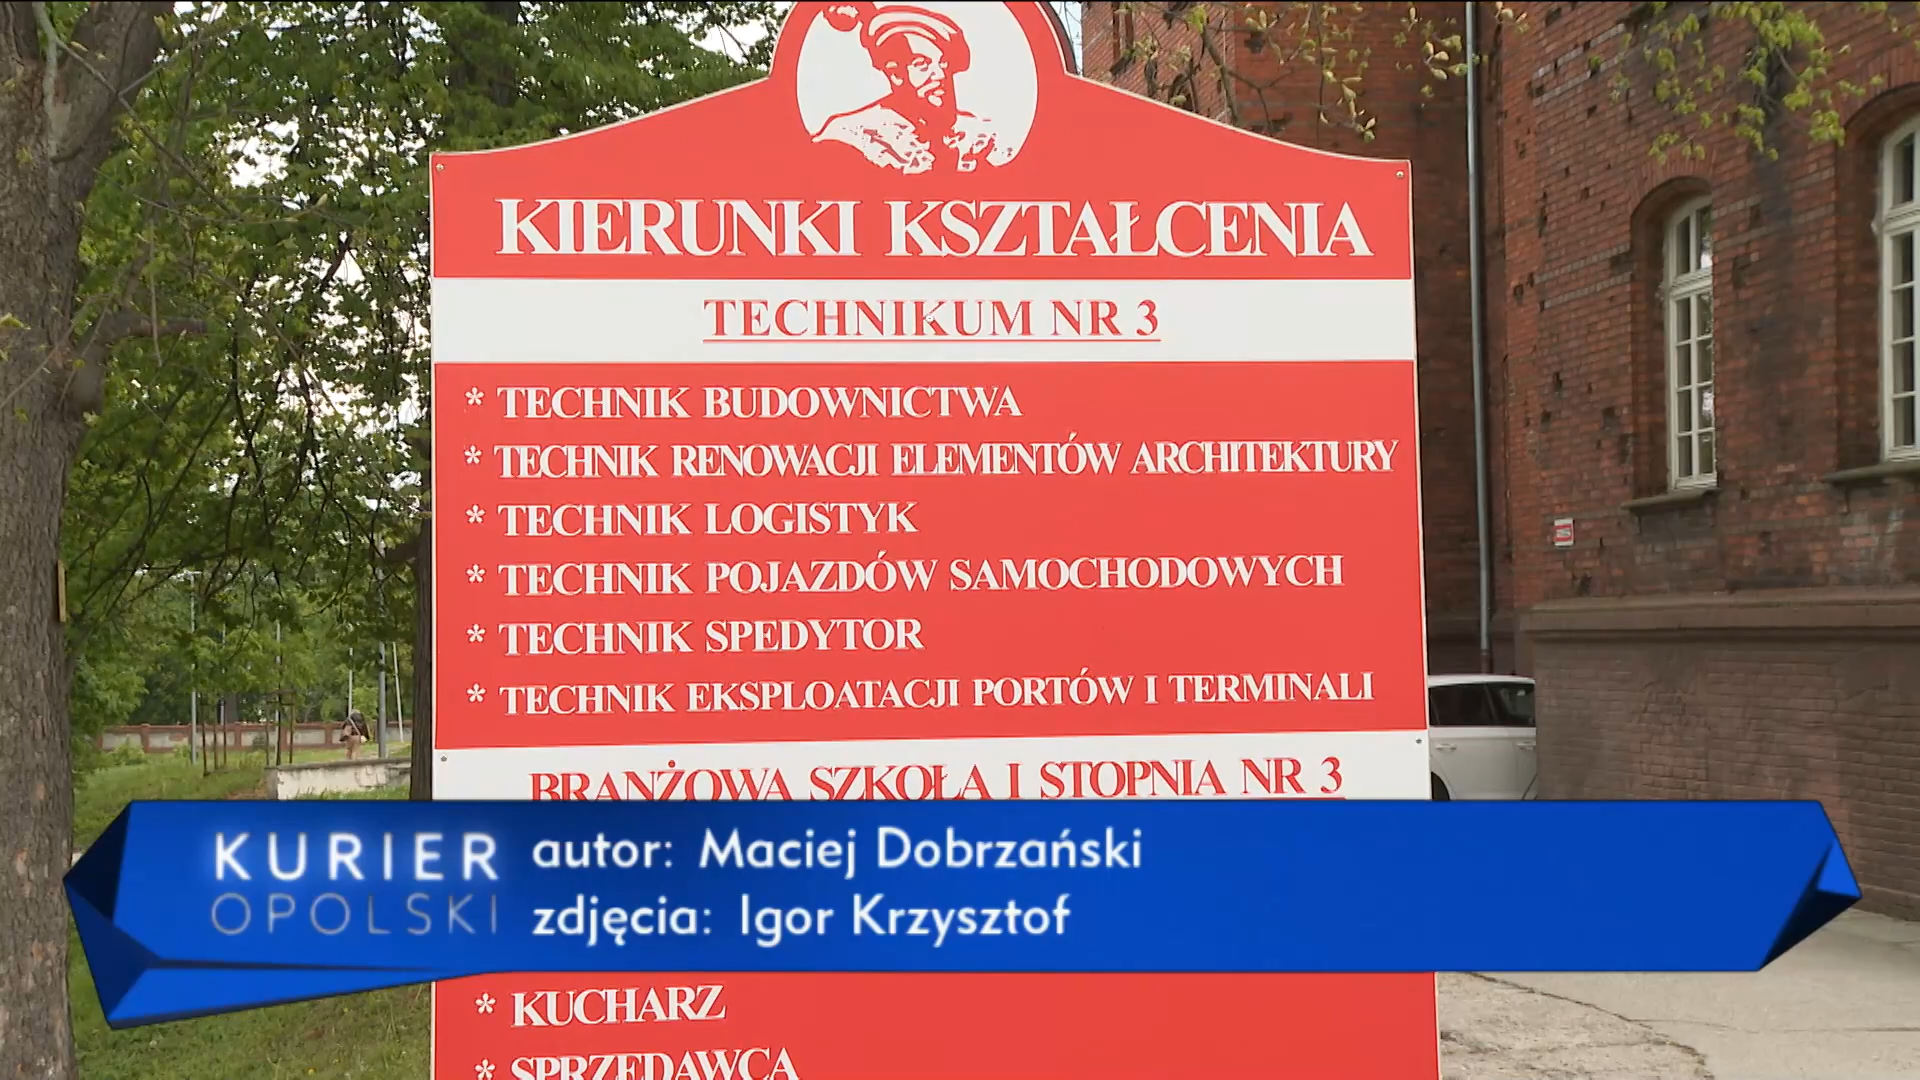 KIERUNKI KSZTAŁCENIA
TECHNIKUM NR 3
* TECHNIK BUDOWNICTWA
* TECHNIK RENOWACJI ELEMENTÓW ARCHITEKTURY
* TECHNIK LOGISTYK
* TECHNIK POJAZDÓW SAMOCHODOWYCH
* TECHNIK SPEDYTOR
* TECHNIK EKSPLOATACJI PORTÓW I TERMINALI
BRANŻOWA SZKOŁA I STOPNIA NR 3
KURIER
OPOLSKI
autor: Maciej Dobrzański
zdjęcia: Igor Krzysztof
* KUCHARZ
* SPRZEDAWCA